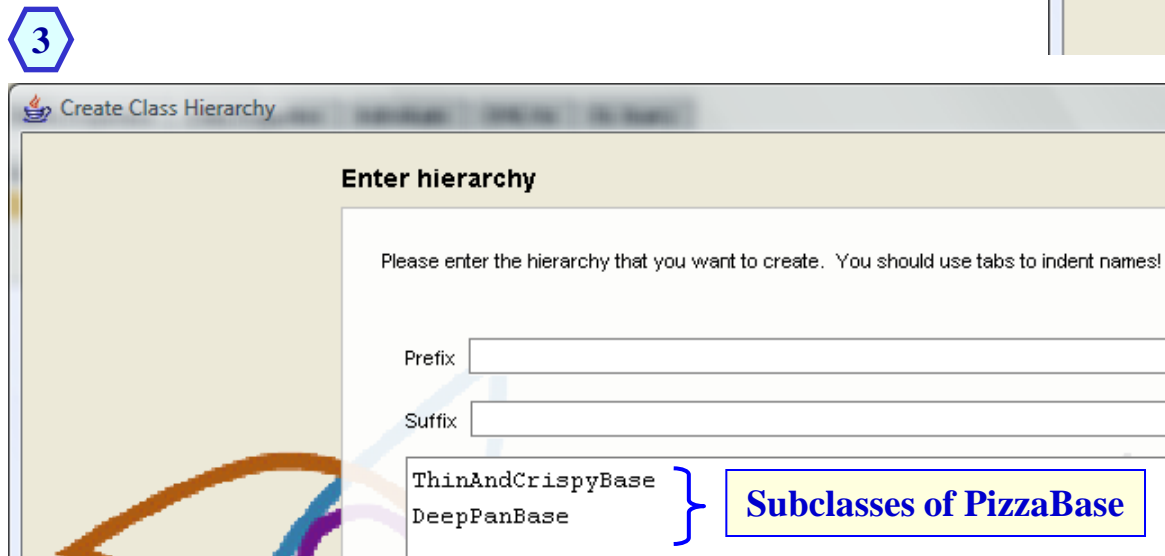 3
Create Class Hierarchy
Enter hierarchy
Please enter the hierarchy that you want to create. You should use tabs to indent names!
Prefix
Suffix
ThinAndCrispyBase
DeepPanBase
Subclasses of PizzaBase